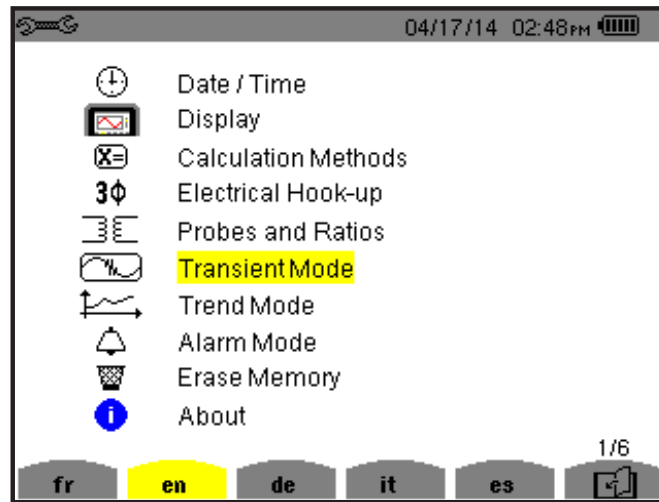 04/17/14 02:48PM
Date / Time
Display
X= Calculation Methods
3Φ Electrical Hook-up
Probes and Ratios
Transient Mode
Trend Mode
Alarm Mode
Erase Memory
i About
1/6
fr en de it es